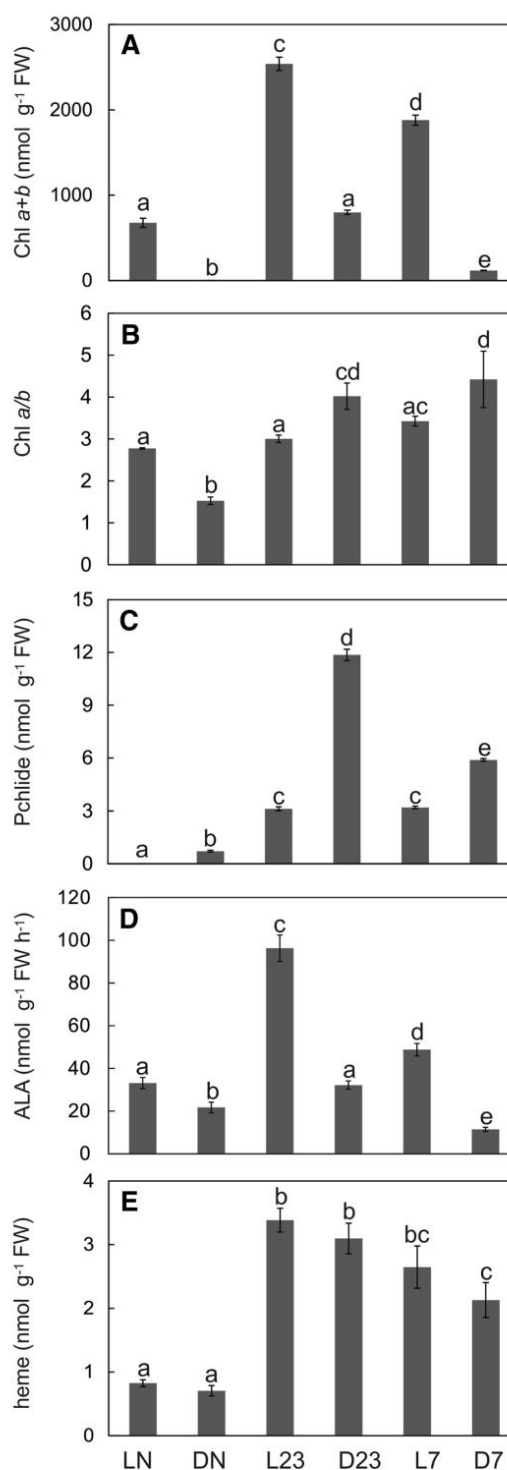 A
Chl a+b (nmol g⁻¹ FW)
3000
2000
1000
0
a
b
c
a
d
e
B
Chl a/b
6
5
4
3
2
1
0
a
b
a
cd
ac
d
C
Pchlide (nmol g⁻¹ FW)
15
12
9
6
3
0
a
b
c
d
c
e
D
ALA (nmol g⁻¹ FW h⁻¹)
120
100
80
60
40
20
0
a
b
c
a
d
e
E
heme (nmol g⁻¹ FW)
4
3
2
1
0
a
a
b
b
bc
c
LN DN L23 D23 L7 D7